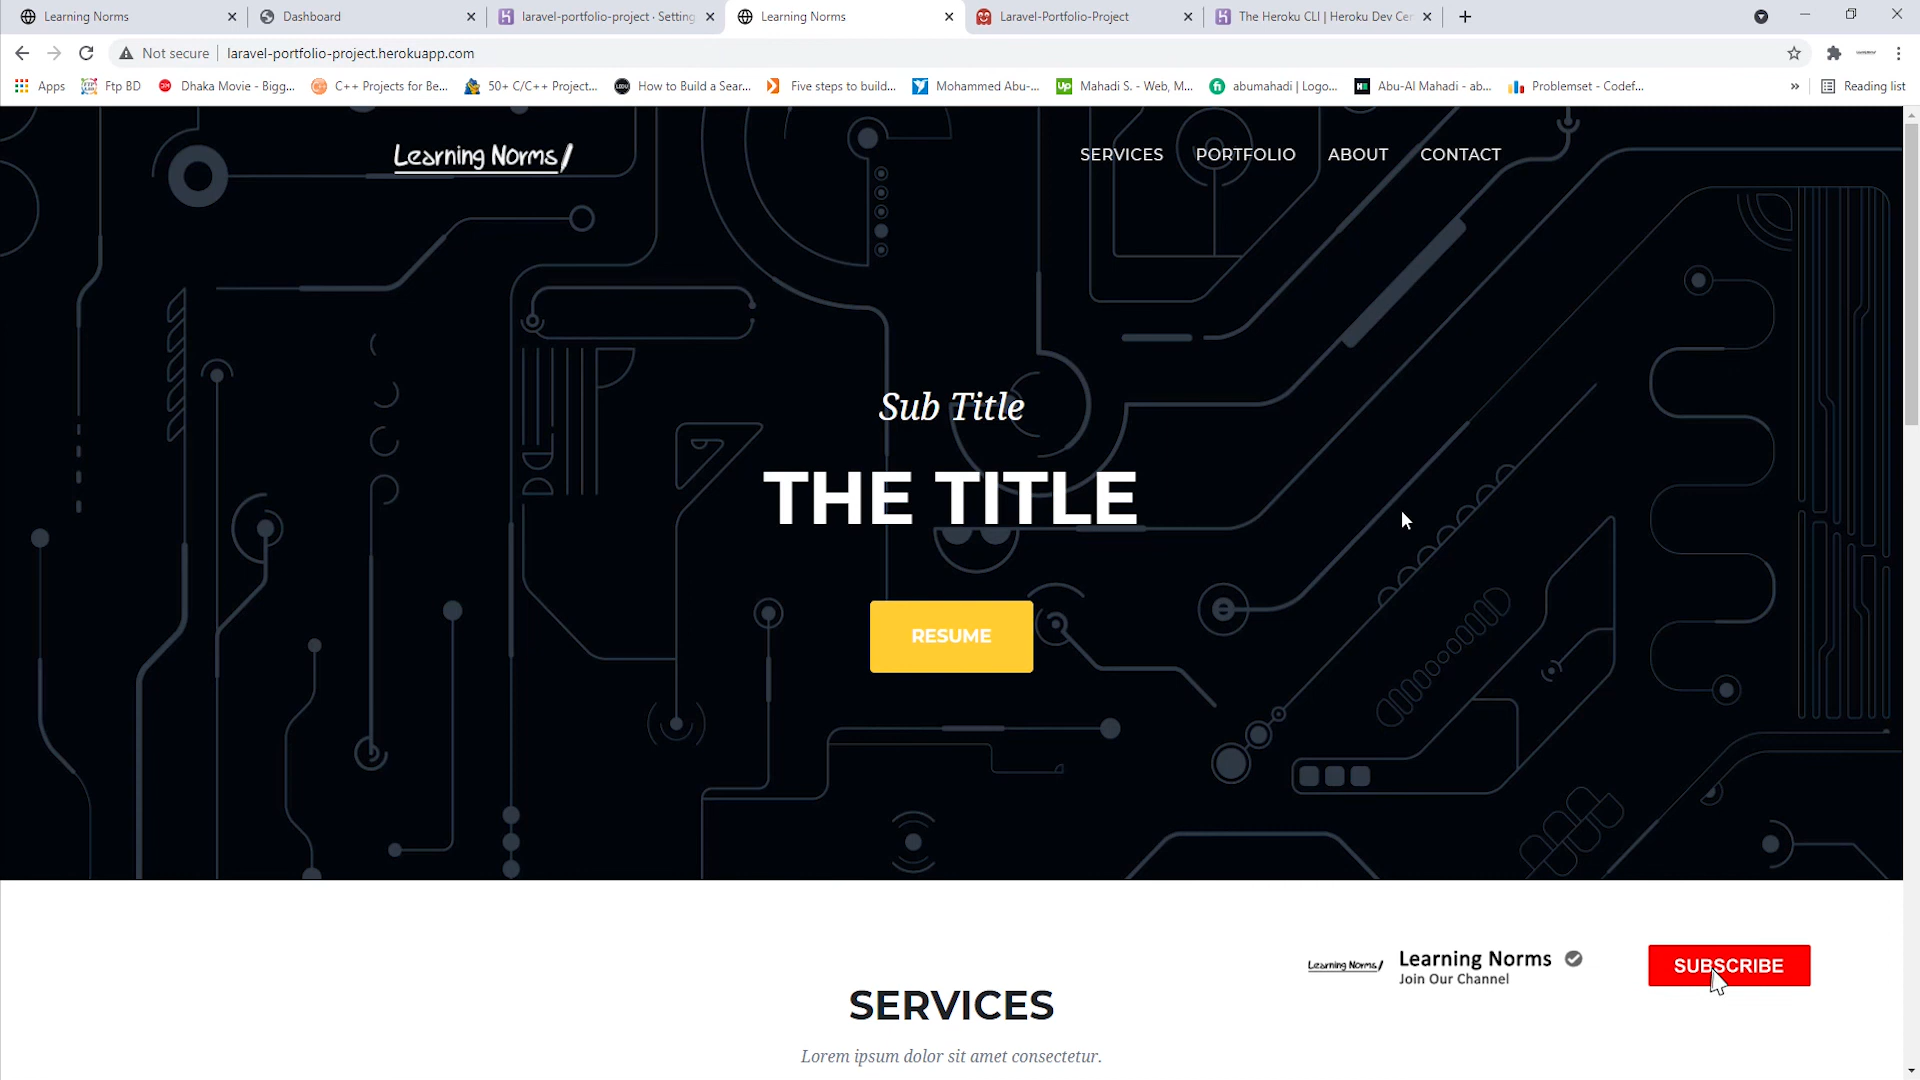 Learning Norms
Dashboard
laravel-portfolio-project · Setting
Learning Norms
Laravel-Portfolio-Project
The Heroku CLI | Heroku Dev Cen
Not secure
laravel-portfolio-project.herokuapp.com
Apps
Ftp BD
Dhaka Movie - Bigg...
C++ Projects for Be...
50+ C/C++ Project...
How to Build a Sear...
Five steps to build...
Mohammed Abu-...
Mahadi S. - Web, M...
abumahadi | Logo...
Abu-Al Mahadi - ab...
Problemset - Codef...
»
Reading list
Learning Norms
SERVICES
PORTFOLIO
ABOUT
CONTACT
Sub Title
THE TITLE
RESUME
Learning Norms
Learning Norms
Join Our Channel
SUBSCRIBE
SERVICES
Lorem ipsum dolor sit amet consectetur.